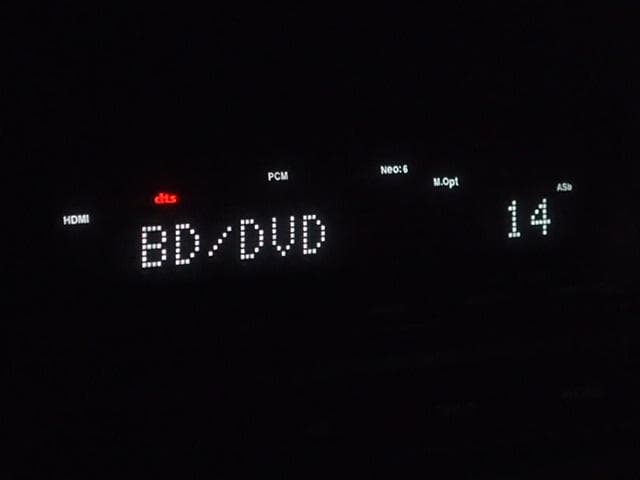 PCM Neo:6 M.Opt ASb
HDMI dts
BD/DVD 14